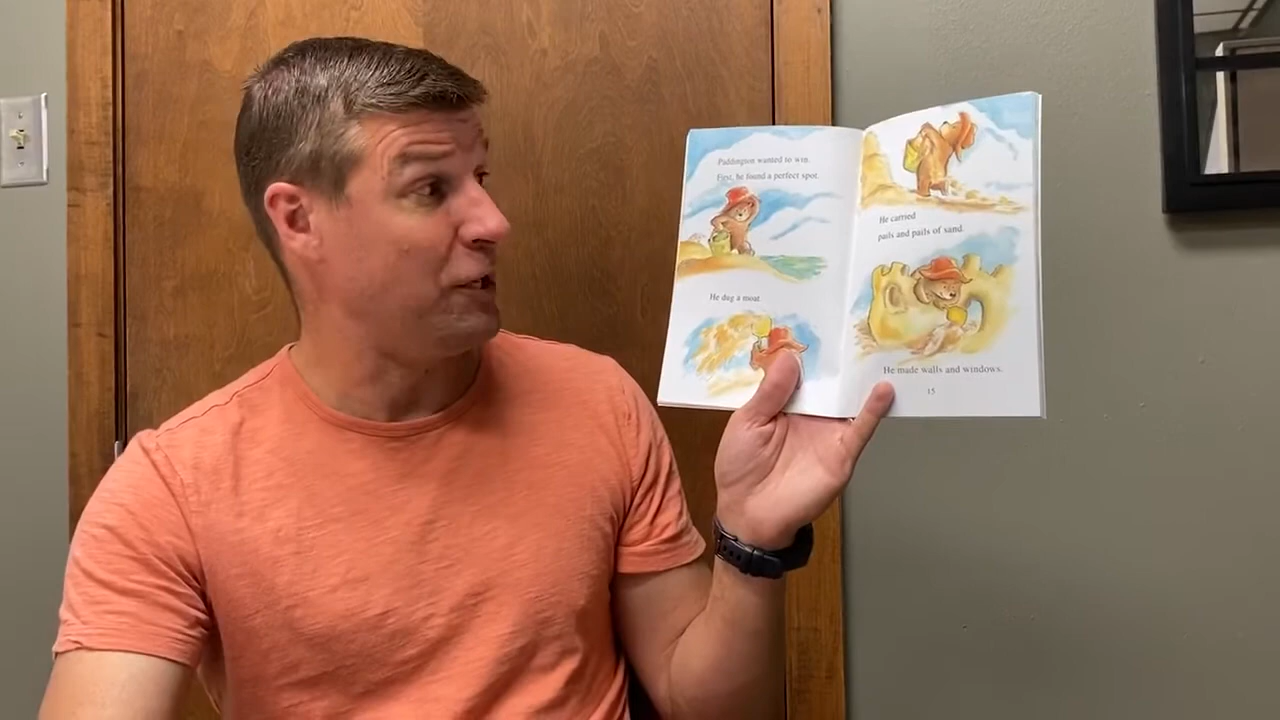 Paddington wanted to win.
First, he found a perfect spot.
He dug a moat.
He carried
pails and pails of sand.
He made walls and windows.
15